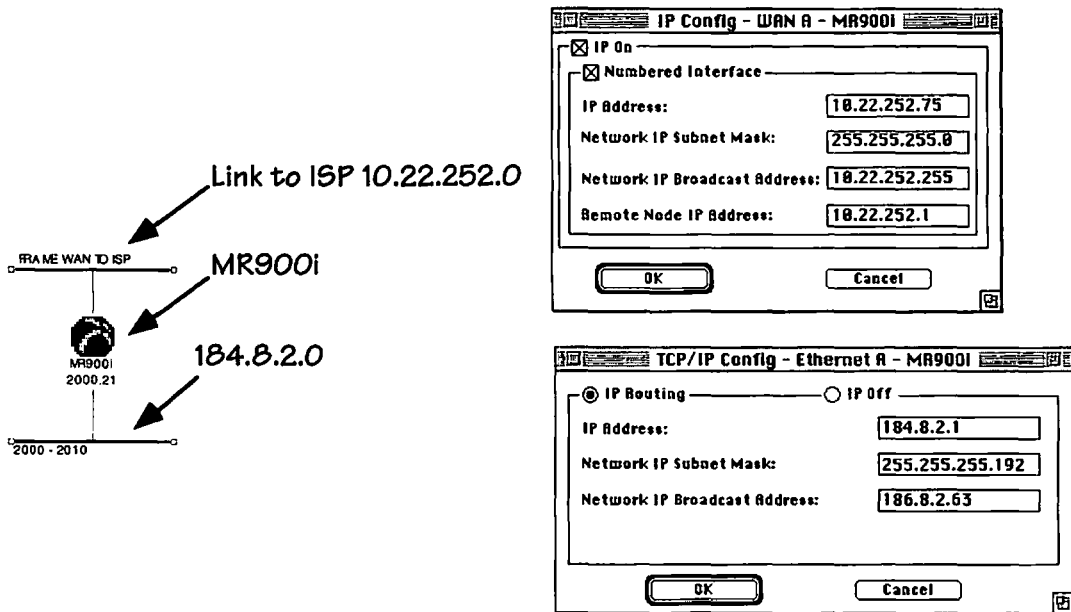 Link to ISP 10.22.252.0
FRAME WAN TO ISP
MR900i
MR900I
2000.21
184.8.2.0
2000 - 2010
IP Config - WAN A - MR900i
IP On
Numbered Interface
IP Address: 10.22.252.75
Network IP Subnet Mask: 255.255.255.0
Network IP Broadcast Address: 10.22.252.255
Remote Node IP Address: 10.22.252.1
OK Cancel
TCP/IP Config - Ethernet A - MR900i
IP Routing IP Off
IP Address: 184.8.2.1
Network IP Subnet Mask: 255.255.255.192
Network IP Broadcast Address: 186.8.2.63
OK Cancel